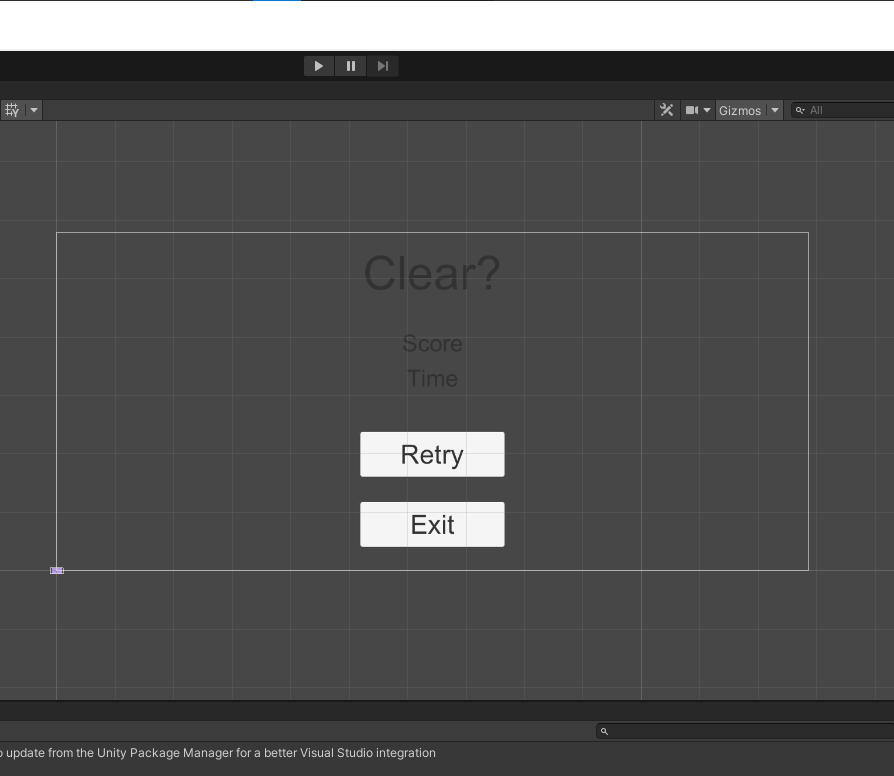 Gizmos
All
Clear?
Score
Time
Retry
Exit
update from the Unity Package Manager for a better Visual Studio integration